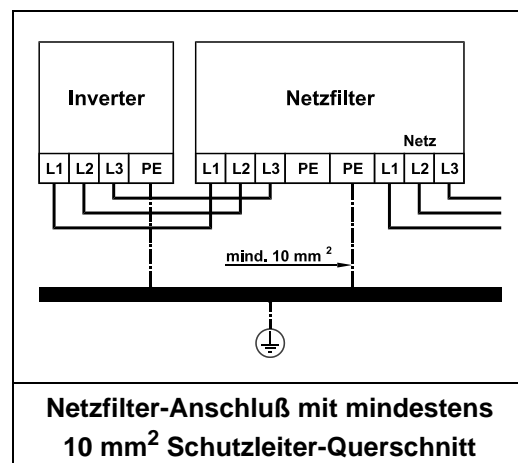 Inverter
Netzfilter
Netz
L1 L2 L3 PE L1 L2 L3 PE PE L1 L2 L3
mind. 10 mm ²
Netzfilter-Anschluß mit mindestens
10 mm² Schutzleiter-Querschnitt